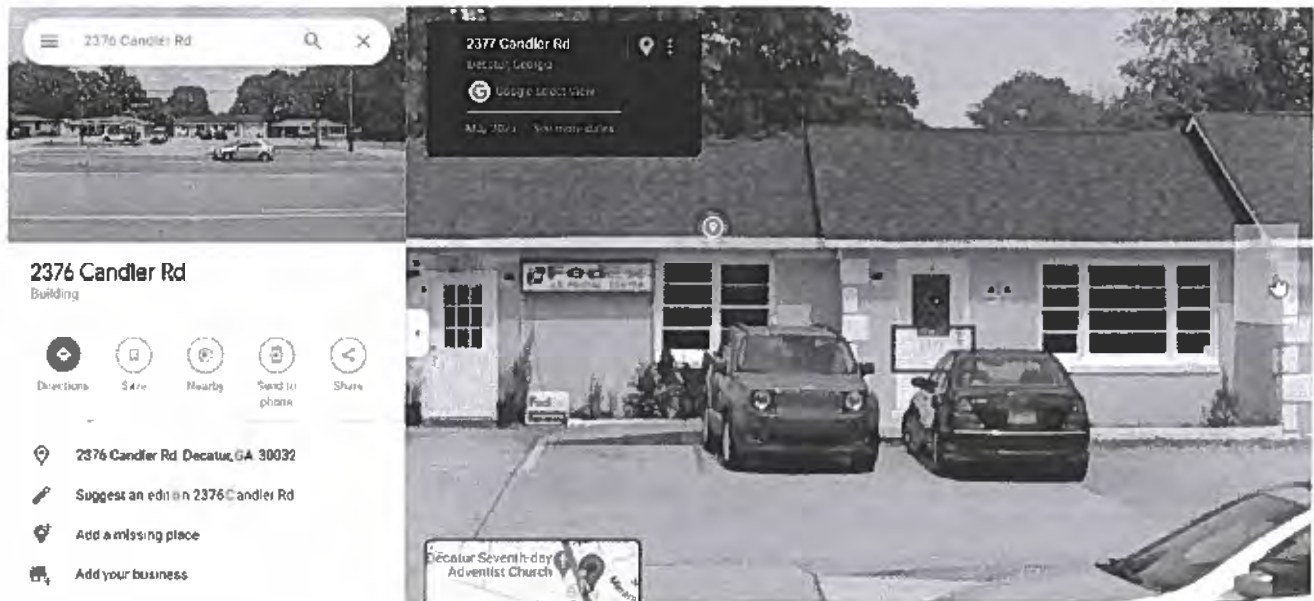 2376 Candler Rd
2376 Candler Rd
Building
Directions
Save
Nearby
Send to
phone
Share
2376 Candler Rd Decatur, GA 30032
Suggest an edit on 2376 Candler Rd
Add a missing place
Add your business
2377 Candler Rd
Decatur, Georgia
Google Street View
See more dates
Fed
Decatur Seventh-day
Adventist Church